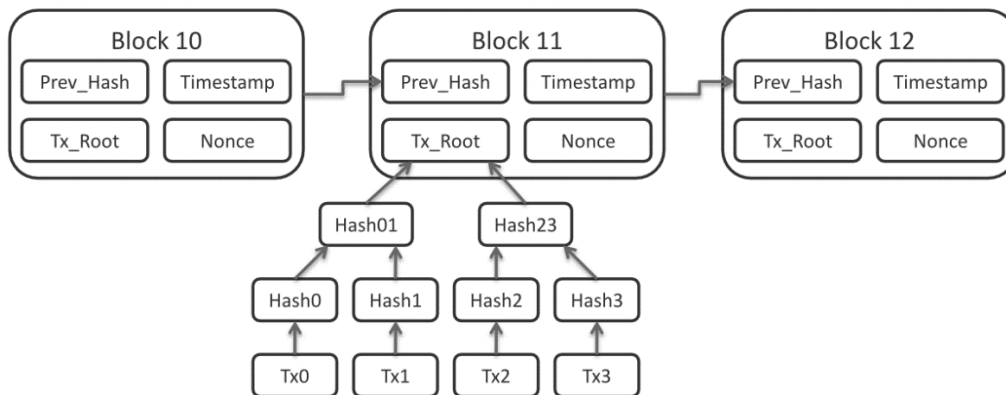 Block 10
Block 11
Block 12
Prev_Hash
Timestamp
Prev_Hash
Timestamp
Prev_Hash
Timestamp
Tx_Root
Nonce
Tx_Root
Nonce
Tx_Root
Nonce
Hash01
Hash23
Hash0
Hash1
Hash2
Hash3
Tx0
Tx1
Tx2
Tx3